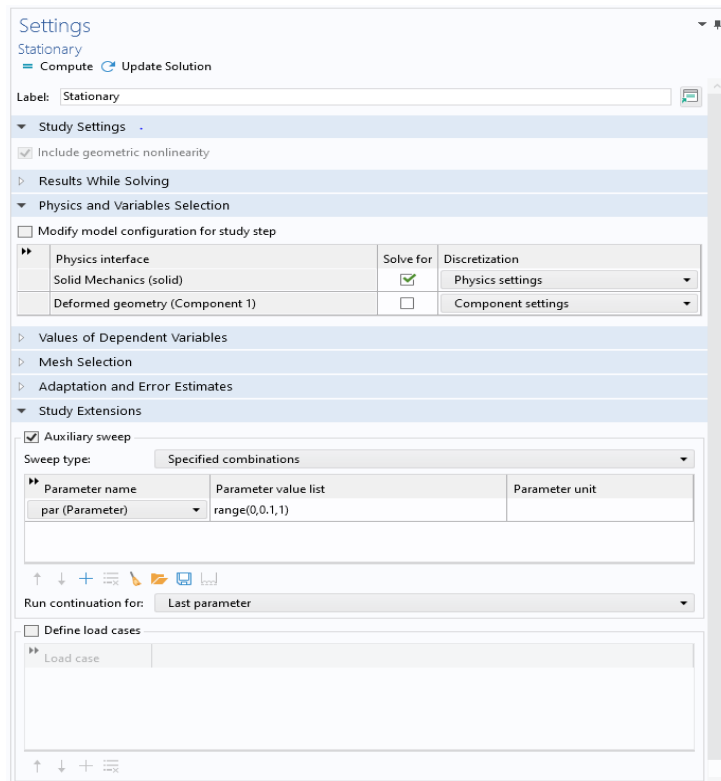 Settings
Stationary
= Compute Update Solution
Label: Stationary
Study Settings
Include geometric nonlinearity
Results While Solving
Physics and Variables Selection
Modify model configuration for study step
Physics interface Solve for Discretization
Solid Mechanics (solid) Physics settings
Deformed geometry (Component 1) Component settings
Values of Dependent Variables
Mesh Selection
Adaptation and Error Estimates
Study Extensions
Auxiliary sweep
Sweep type: Specified combinations
Parameter name Parameter value list Parameter unit
par (Parameter) range(0,0.1,1)
Run continuation for: Last parameter
Define load cases
Load case